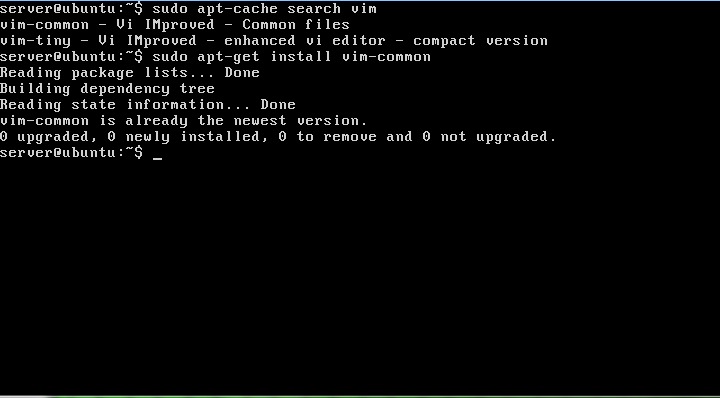 server@ubuntu:~$ sudo apt-cache search vim
vim-common - Vi IMproved - Common files
vim-tiny - Vi IMproved - enhanced vi editor - compact version
server@ubuntu:~$ sudo apt-get install vim-common
Reading package lists... Done
Building dependency tree
Reading state information... Done
vim-common is already the newest version.
0 upgraded, 0 newly installed, 0 to remove and 0 not upgraded.
server@ubuntu:~$ _